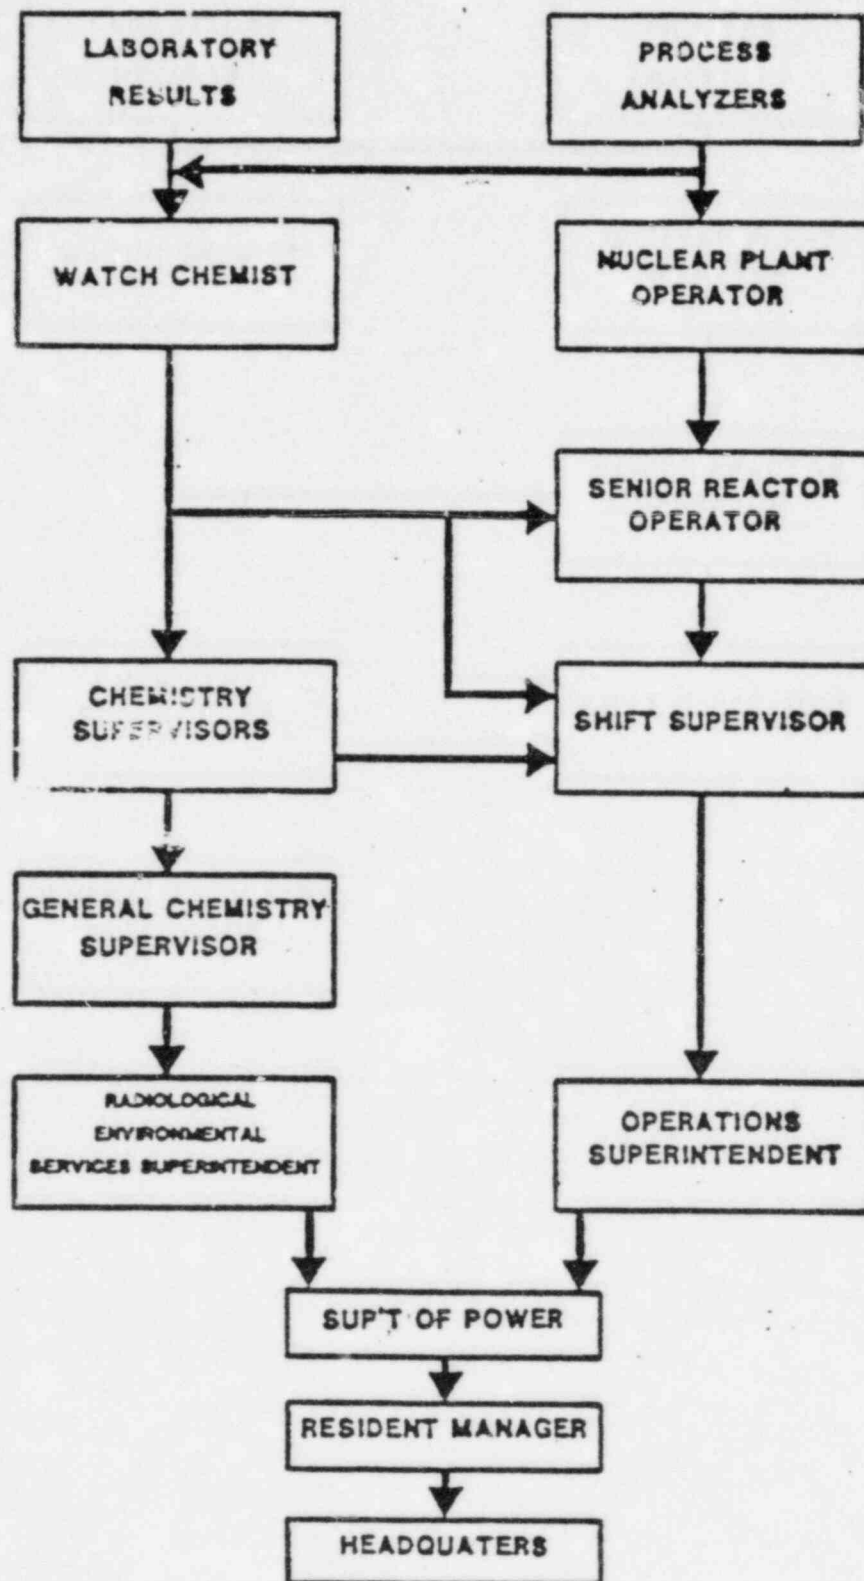 LABORATORY
RESULTS
PROCESS
ANALYZERS
WATCH CHEMIST
NUCLEAR PLANT
OPERATOR
SENIOR REACTOR
OPERATOR
CHEMISTRY
SUPERVISORS
SHIFT SUPERVISOR
GENERAL CHEMISTRY
SUPERVISOR
RADIOLOGICAL
ENVIRONMENTAL
SERVICES SUPERINTENDENT
OPERATIONS
SUPERINTENDENT
SUP'T OF POWER
RESIDENT MANAGER
HEADQUATERS